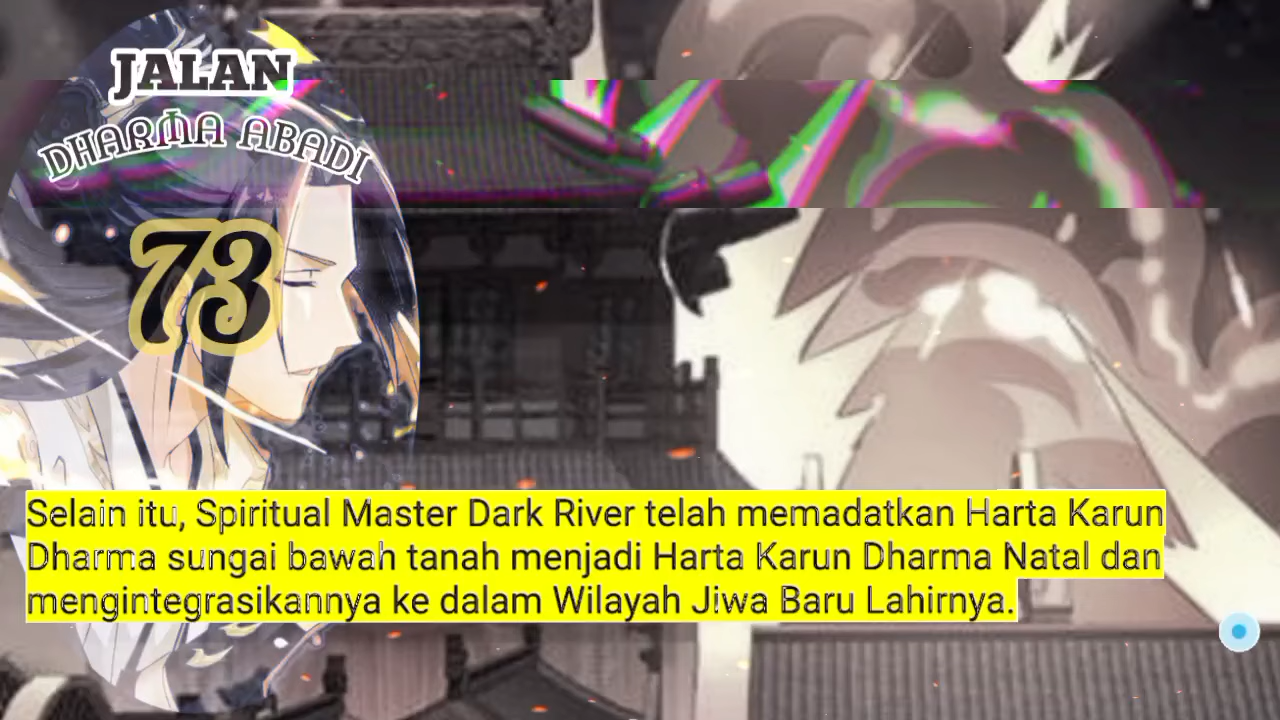 JALAN
DHARMA ABADI
73
Selain itu, Spiritual Master Dark River telah memadatkan Harta Karun
Dharma sungai bawah tanah menjadi Harta Karun Dharma Natal dan
mengintegrasikannya ke dalam Wilayah Jiwa Baru Lahirnya.